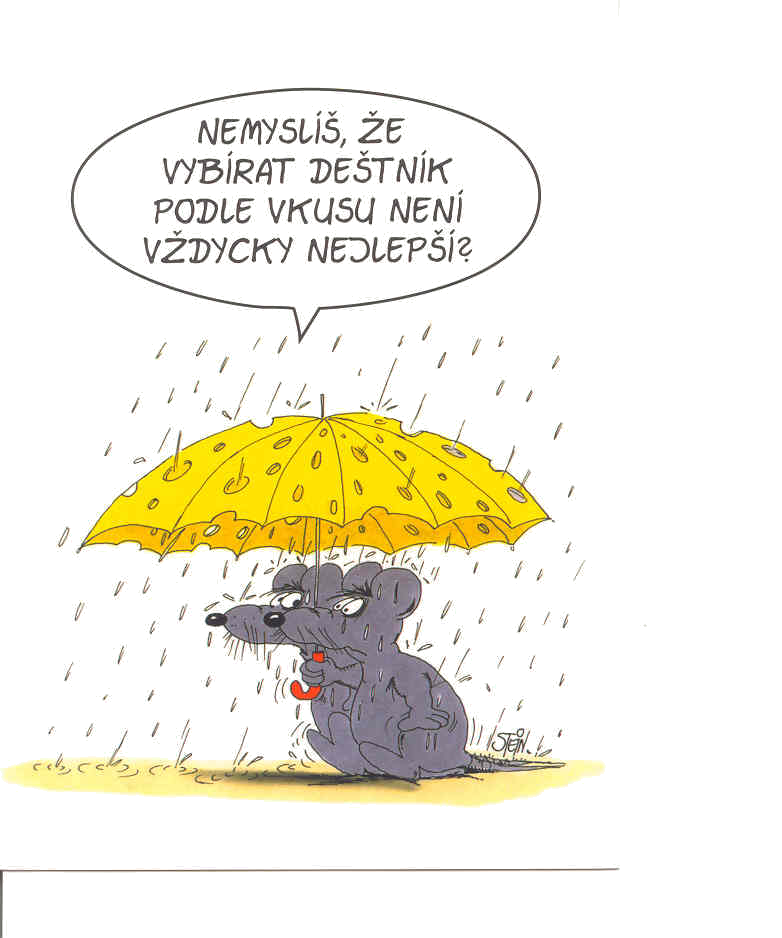 NEMYSLÍŠ, ŽE
VYBÍRAT DEŠTNÍK
PODLE VKUSU NENÍ
VŽDYCKY NEJLEPŠÍ?
STEIN.